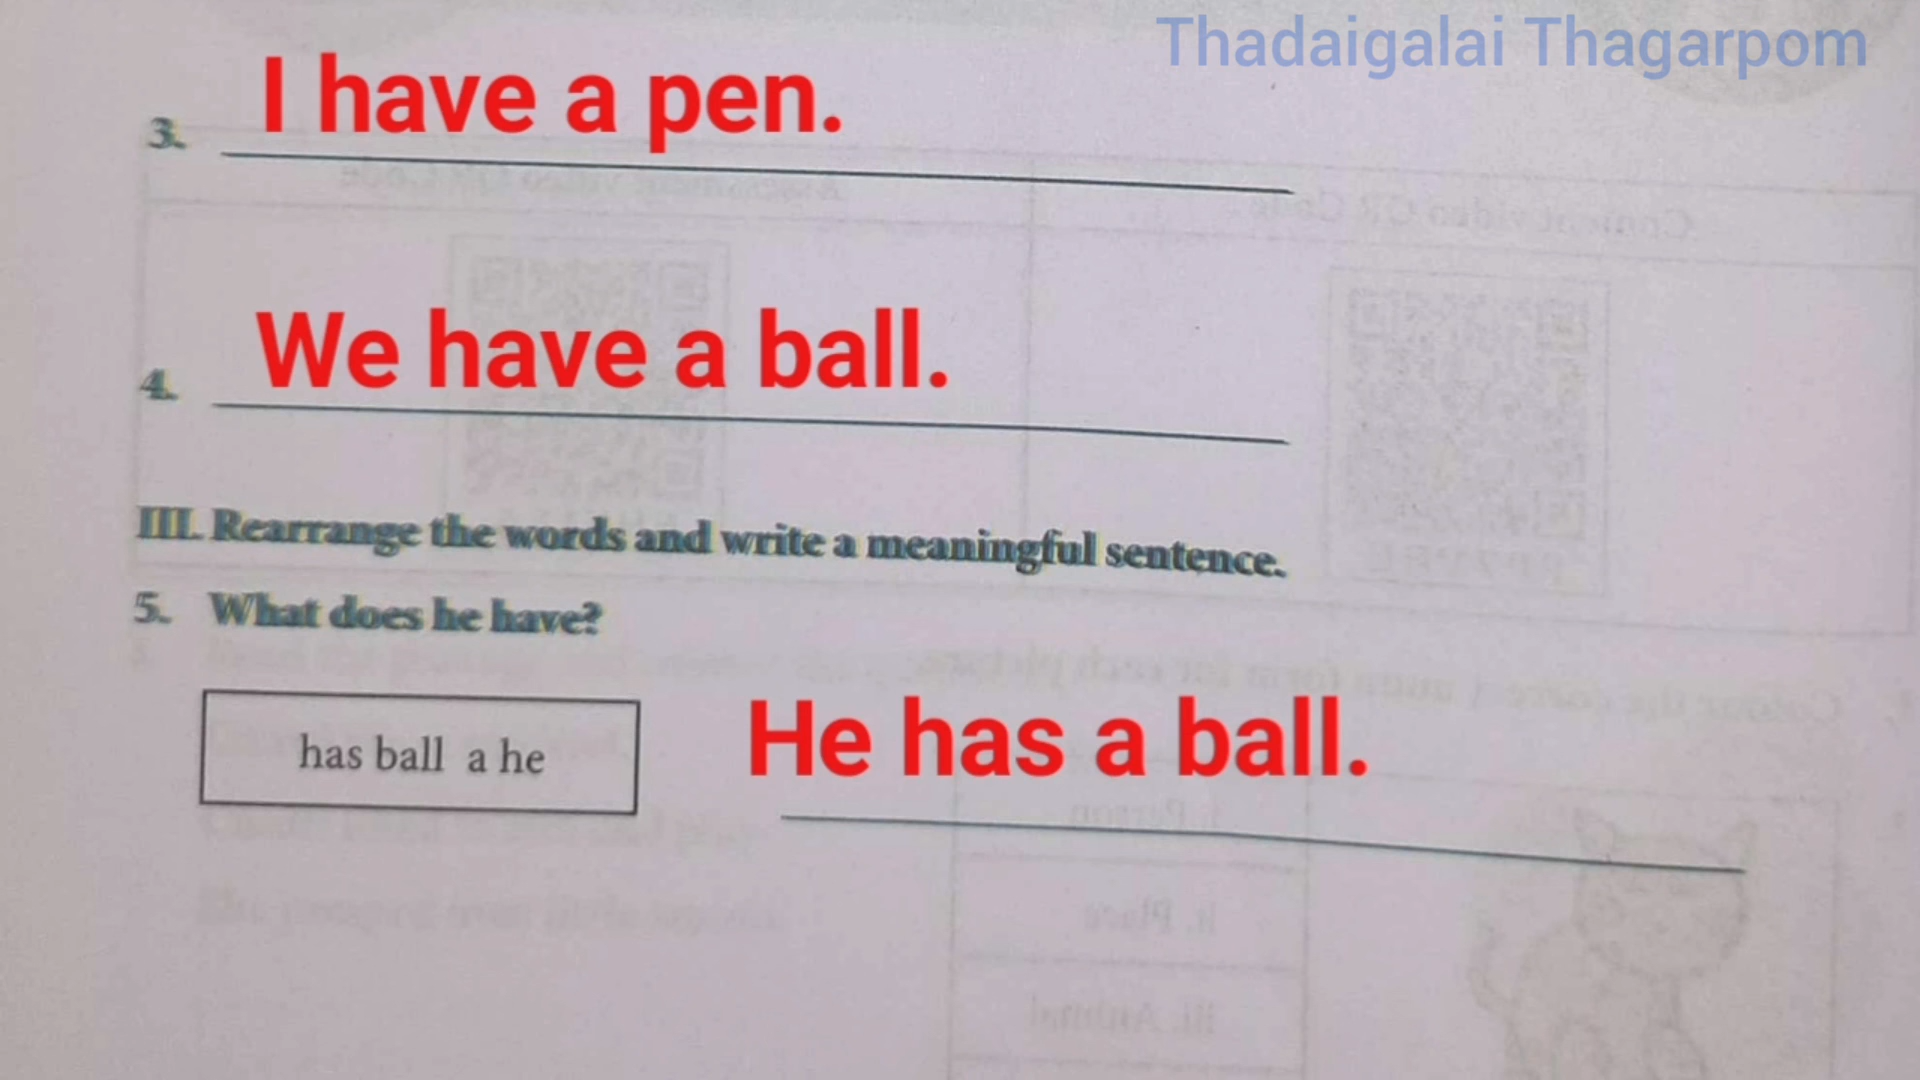 Thadaigalai Thagarpom
3. I have a pen.
4. We have a ball.
III. Rearrange the words and write a meaningful sentence.
5. What does he have?
has ball a he
He has a ball.